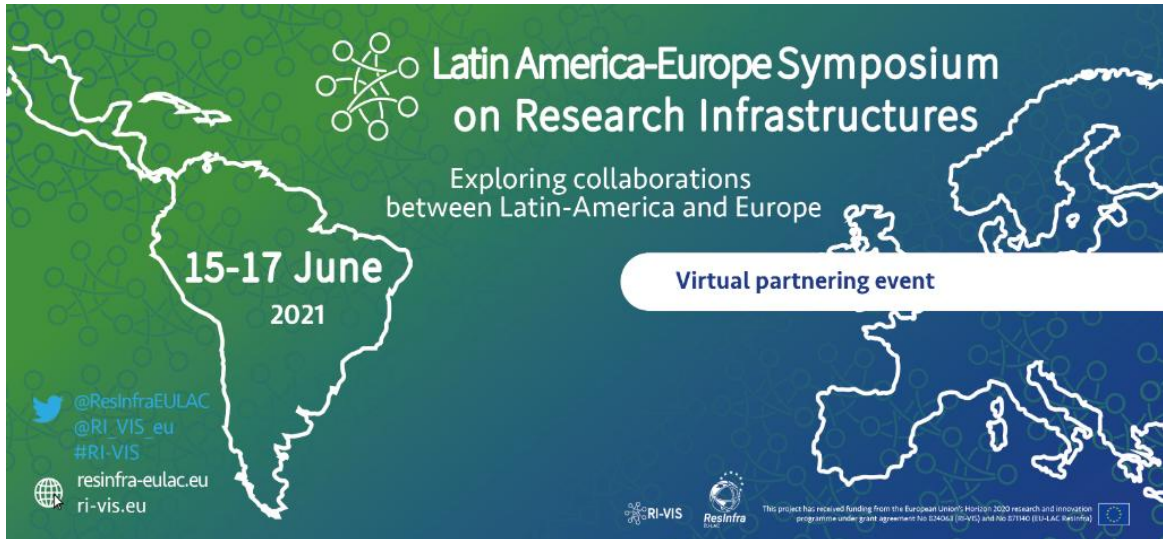 Latin America-Europe Symposium
on Research Infrastructures
Exploring collaborations
between Latin-America and Europe
15-17 June
2021
Virtual partnering event
@ResInfraEULAC
@RI_VIS_eu
#RI-VIS
resinfra-eulac.eu
ri-vis.eu
RI-VIS
ResInfra
EU-LAC
This project has received funding from the European Union's Horizon 2020 research and innovation
programme under grant agreement No 824063 (RI-VIS) and No 871140 (EU-LAC ResInfra)